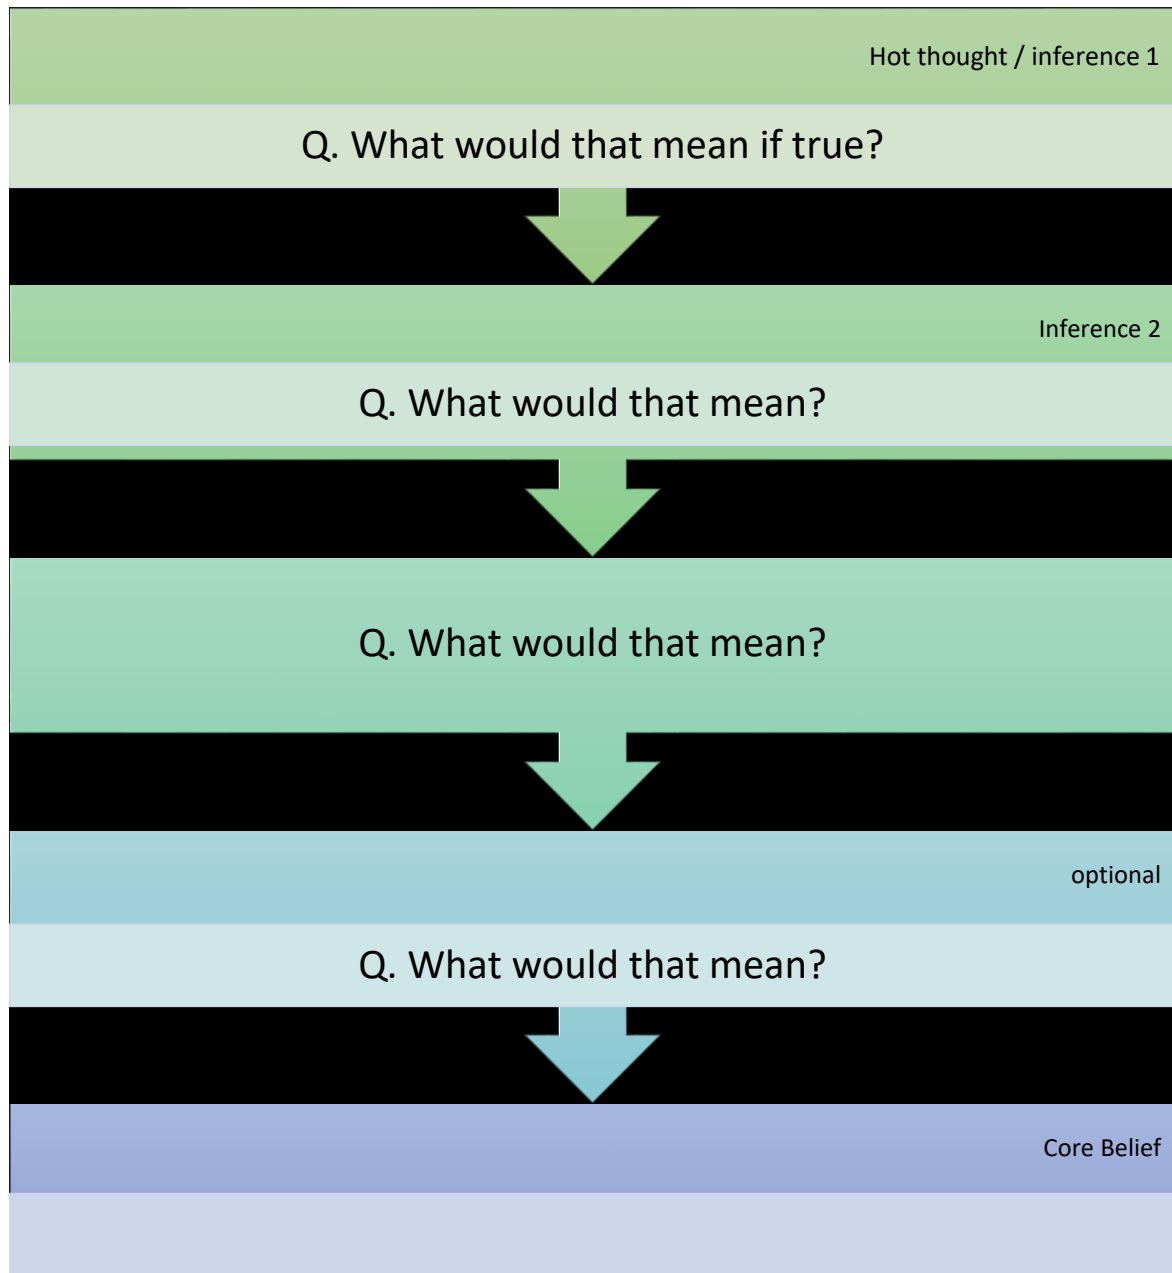 Hot thought / inference 1
Q. What would that mean if true?
Inference 2
Q. What would that mean?
Q. What would that mean?
optional
Q. What would that mean?
Core Belief